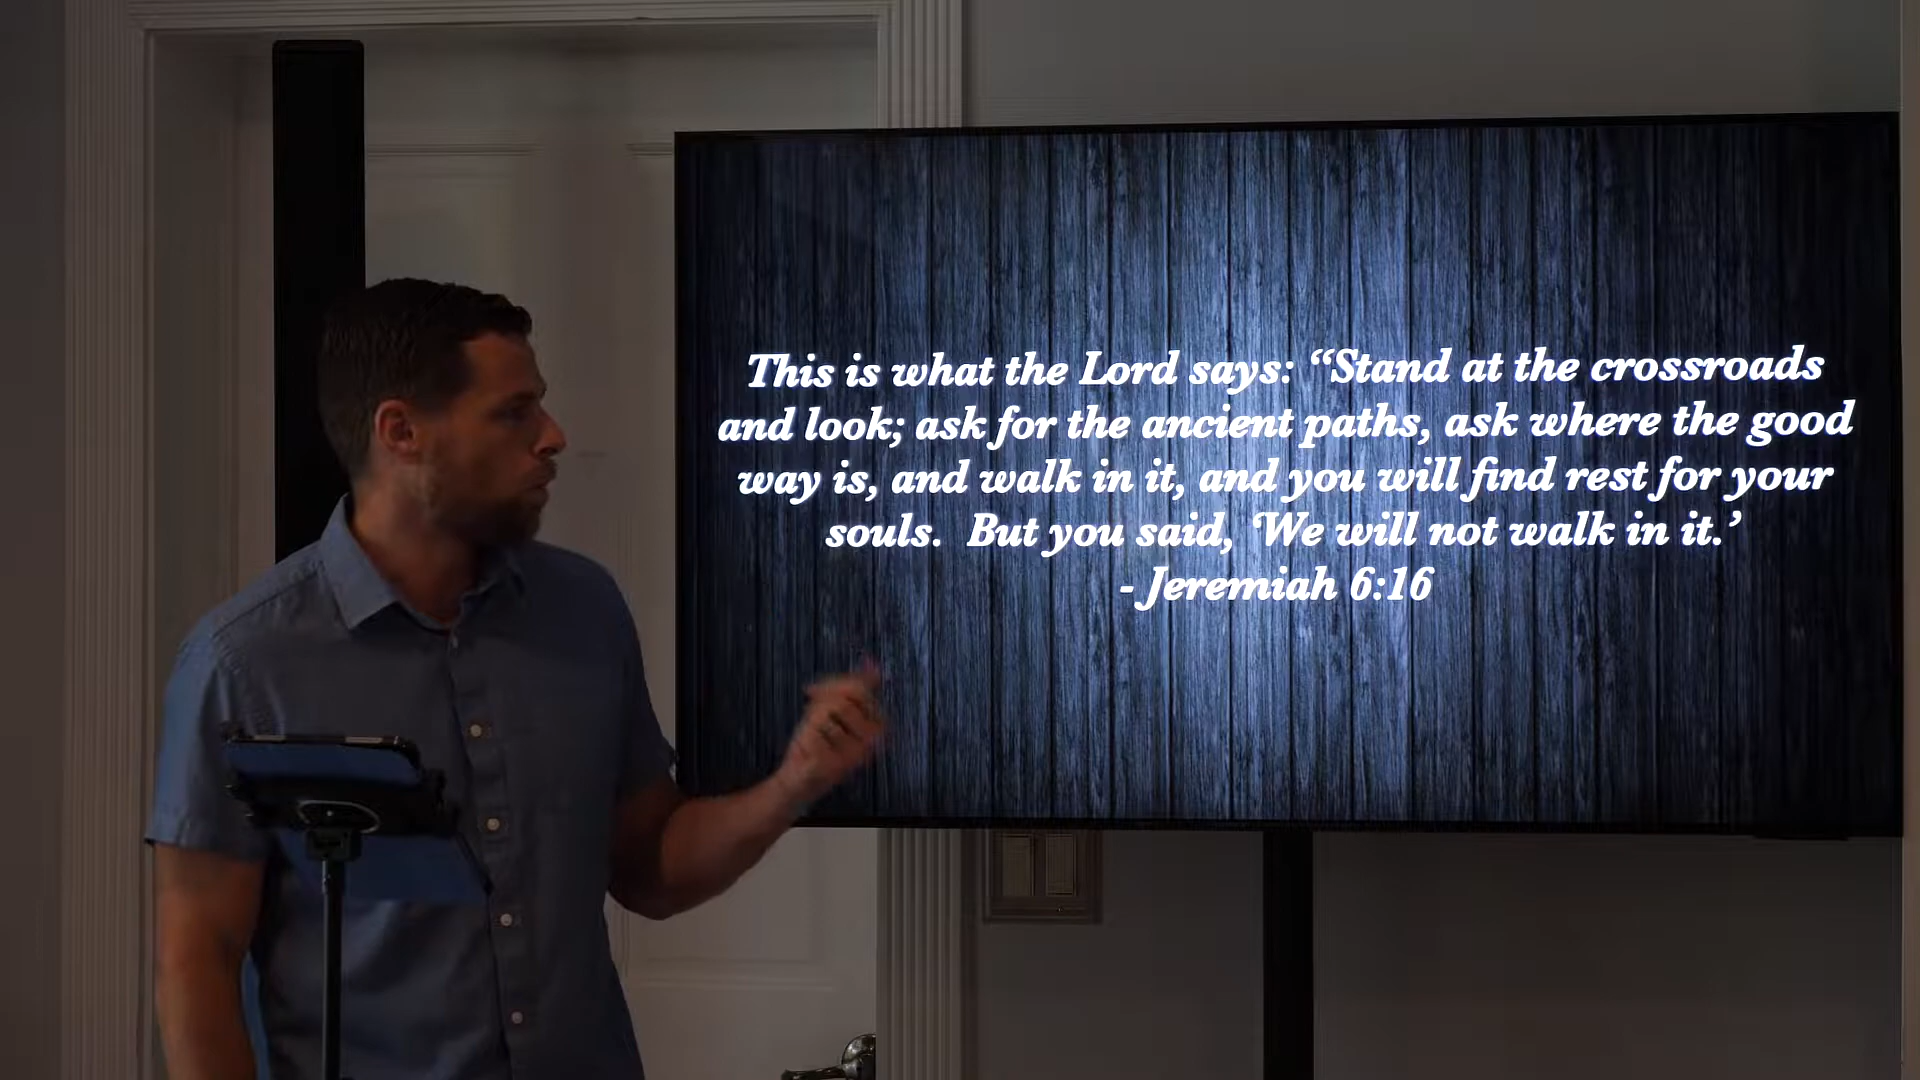 This is what the Lord says: “Stand at the crossroads
and look; ask for the ancient paths, ask where the good
way is, and walk in it, and you will find rest for your
souls.  But you said, ‘We will not walk in it.’
- Jeremiah 6:16